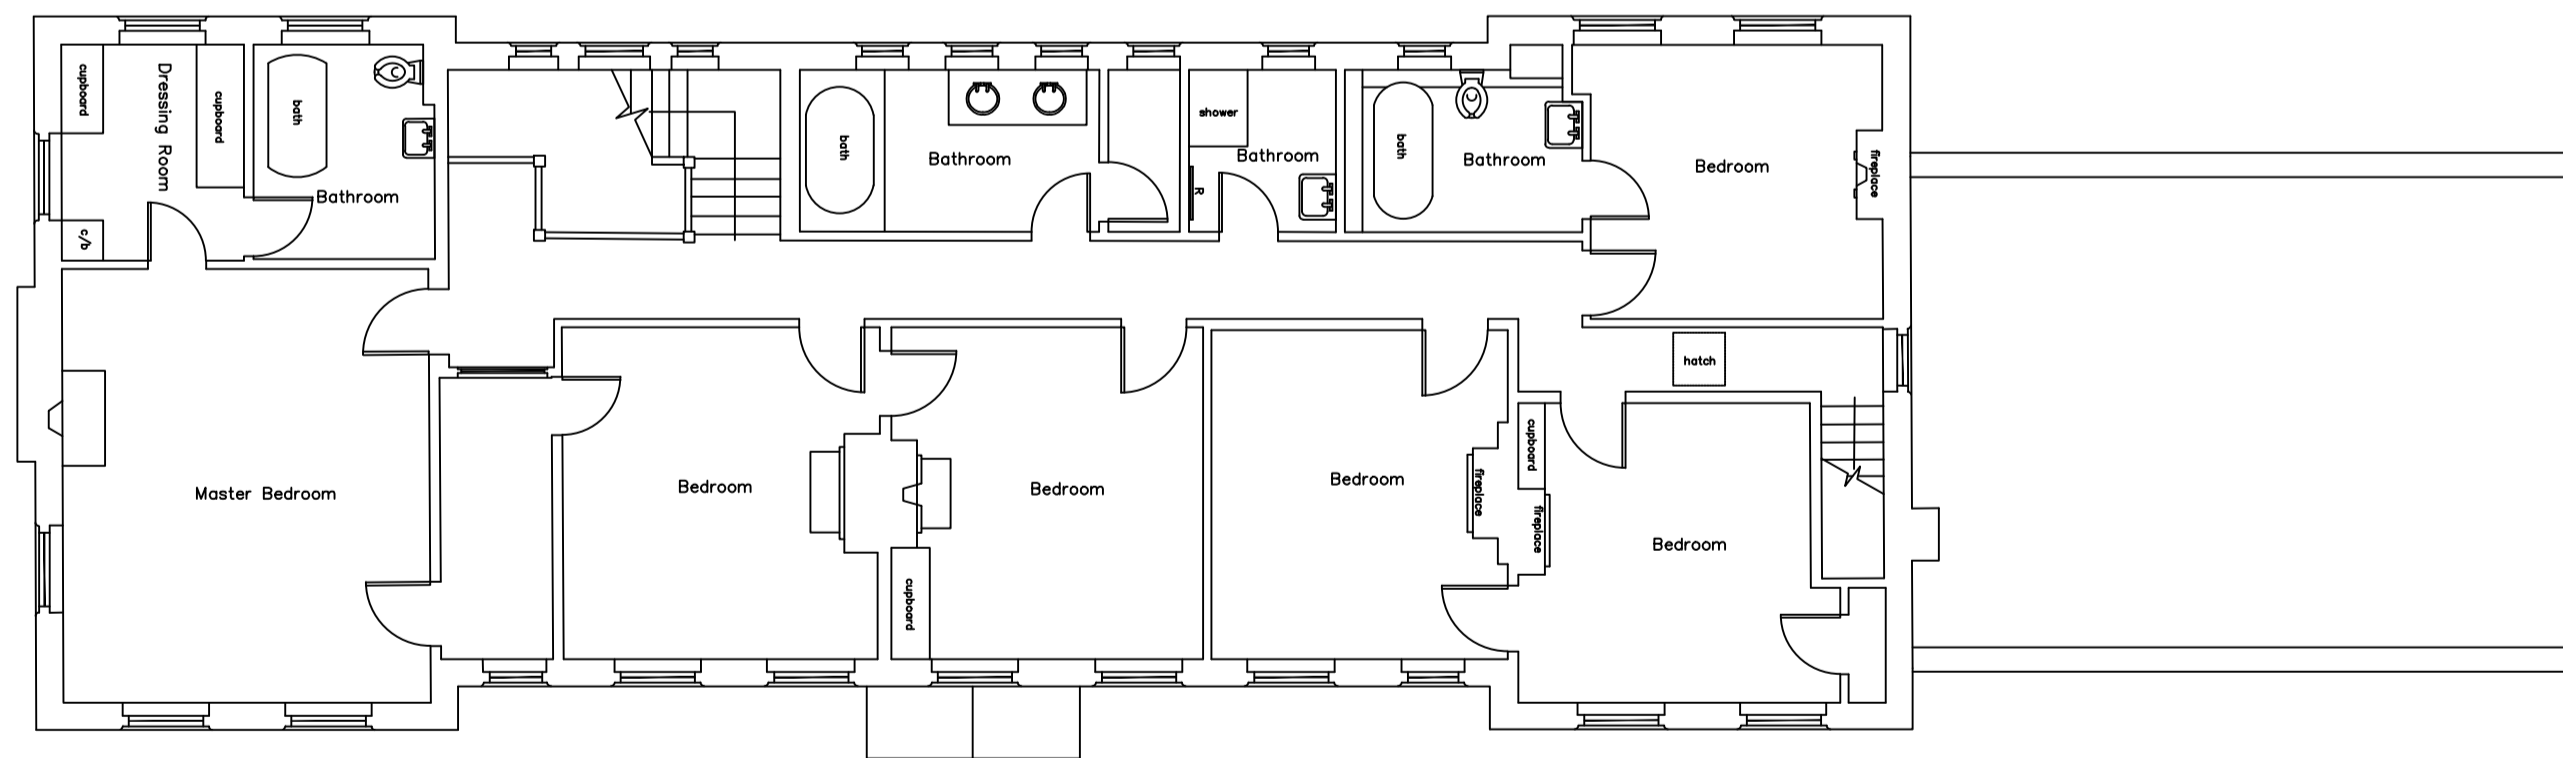 cupboard
Dressing Room
cupboard
c/b
bath
Bathroom
bath
Bathroom
shower
Bathroom
R
bath
Bathroom
Bedroom
fireplace
hatch
Master Bedroom
Bedroom
cupboard
Bedroom
Bedroom
fireplace
cupboard
fireplace
Bedroom